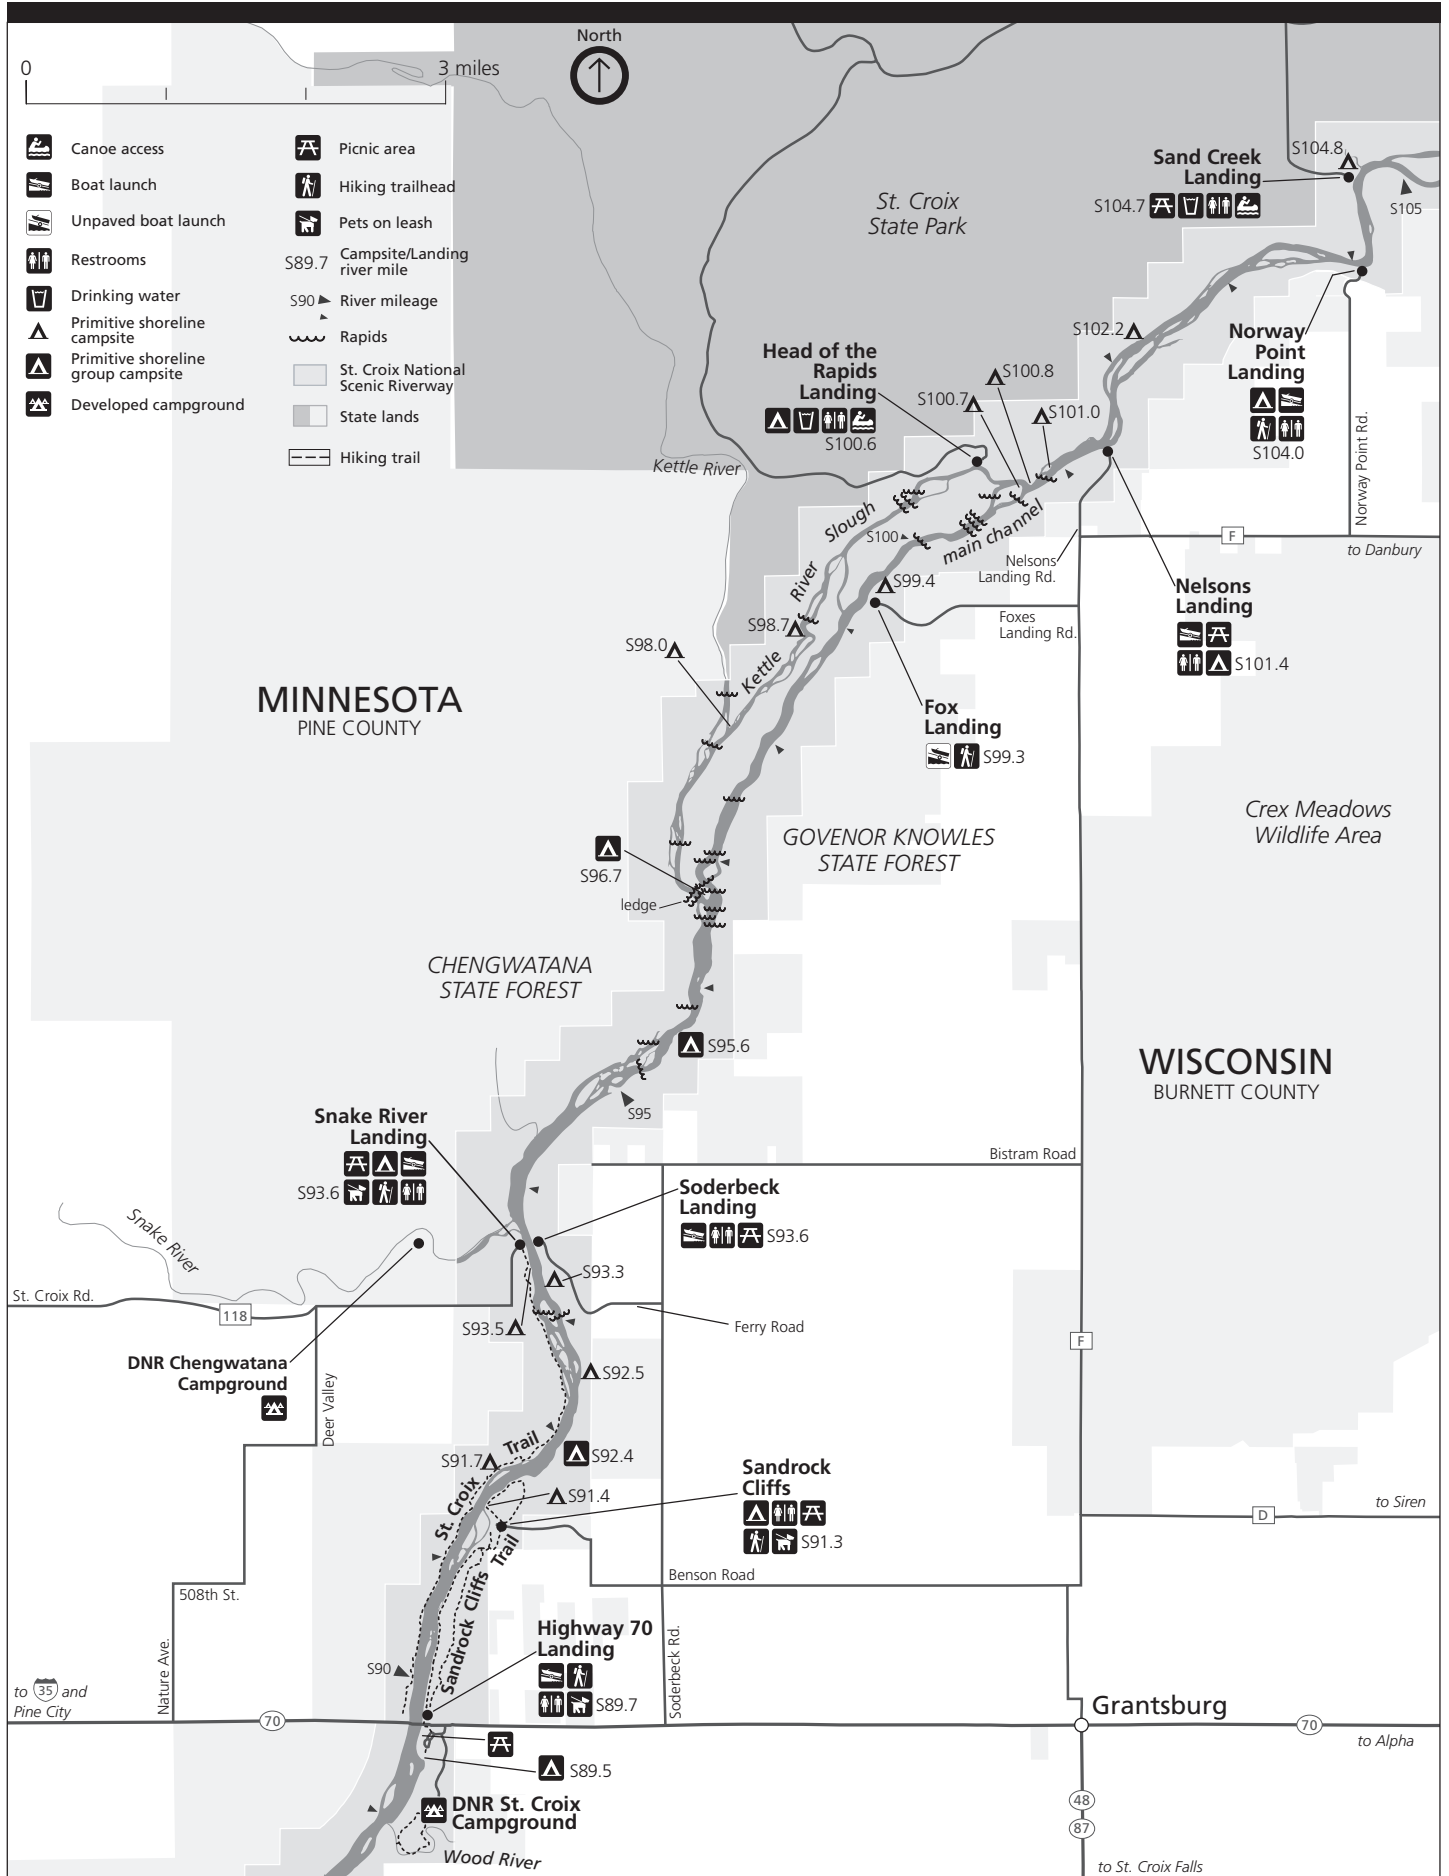 North
0
3 miles
Canoe access
Boat launch
Unpaved boat launch
Restrooms
Drinking water
Primitive shoreline
campsite
Primitive shoreline
group campsite
Developed campground
Picnic area
Hiking trailhead
Pets on leash
S89.7
Campsite/Landing
river mile
S90
River mileage
Rapids
St. Croix National
Scenic Riverway
State lands
Hiking trail
St. Croix
State Park
Sand Creek
Landing
S104.7
S104.8
S105
Norway
Point
Landing
S104.0
Norway Point Rd.
S102.2
Head of the
Rapids
Landing
S100.6
S100.7
S100.8
S101.0
Kettle River
Kettle River Slough
main channel
S100
Nelsons
Landing Rd.
F
to Danbury
Nelsons
Landing
S101.4
S99.4
Foxes
Landing Rd.
S98.7
S98.0
Fox
Landing
S99.3
MINNESOTA
PINE COUNTY
GOVENOR KNOWLES
STATE FOREST
Crex Meadows
Wildlife Area
S96.7
ledge
CHENGWATANA
STATE FOREST
S95.6
S95
WISCONSIN
BURNETT COUNTY
Snake River
Landing
S93.6
Bistram Road
Soderbeck
Landing
S93.6
Snake River
St. Croix Rd.
118
S93.3
S93.5
Ferry Road
F
DNR Chengwatana
Campground
Deer Valley
S92.5
S92.4
S91.7
St. Croix Trail
S91.4
Sandrock
Cliffs
S91.3
to Siren
D
Sandrock Cliffs Trail
Benson Road
508th St.
Nature Ave.
Highway 70
Landing
S89.7
Soderbeck Rd.
S90
to 35 and
Pine City
70
Grantsburg
70
to Alpha
S89.5
DNR St. Croix
Campground
Wood River
48
87
to St. Croix Falls